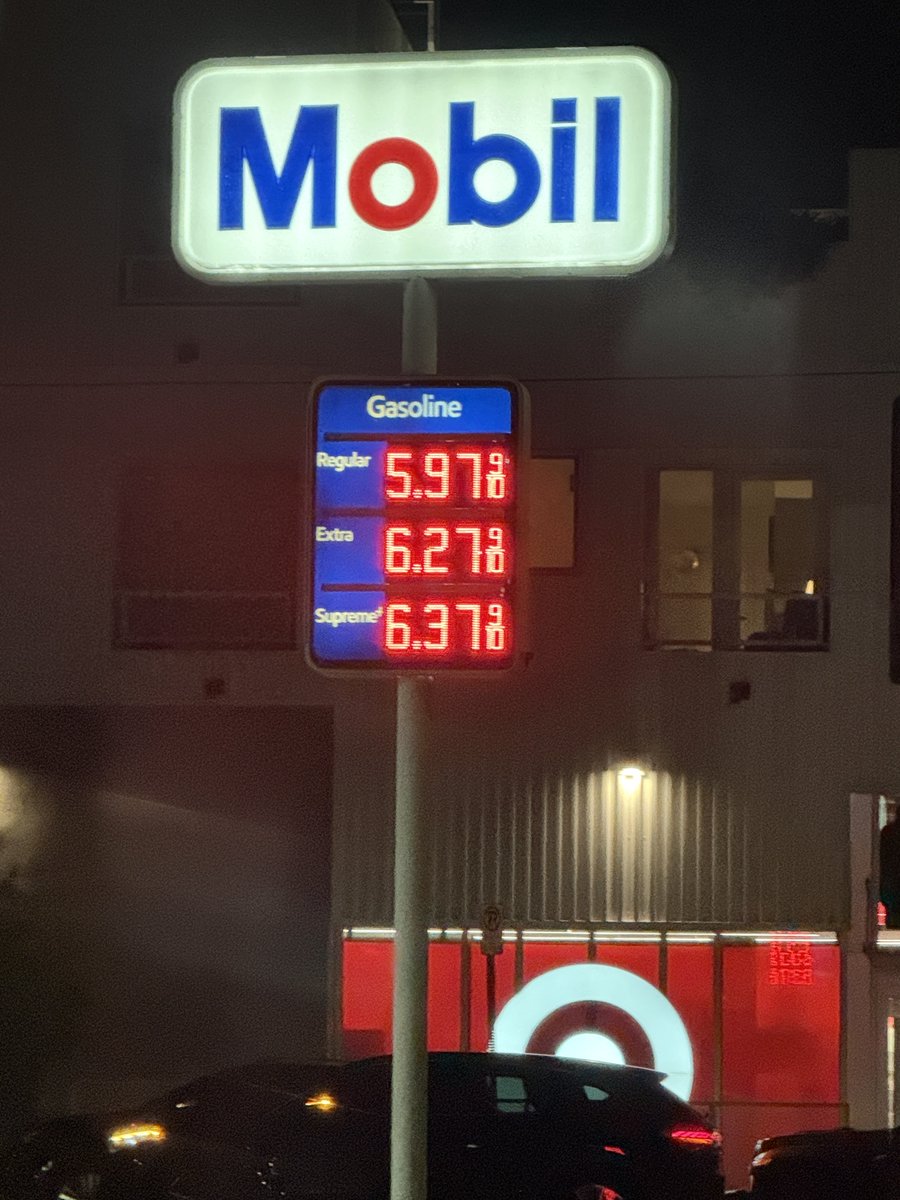 Mobil
Gasoline
Regular 5.97 9/10
Extra 6.27 9/10
Supreme+ 6.37 9/10